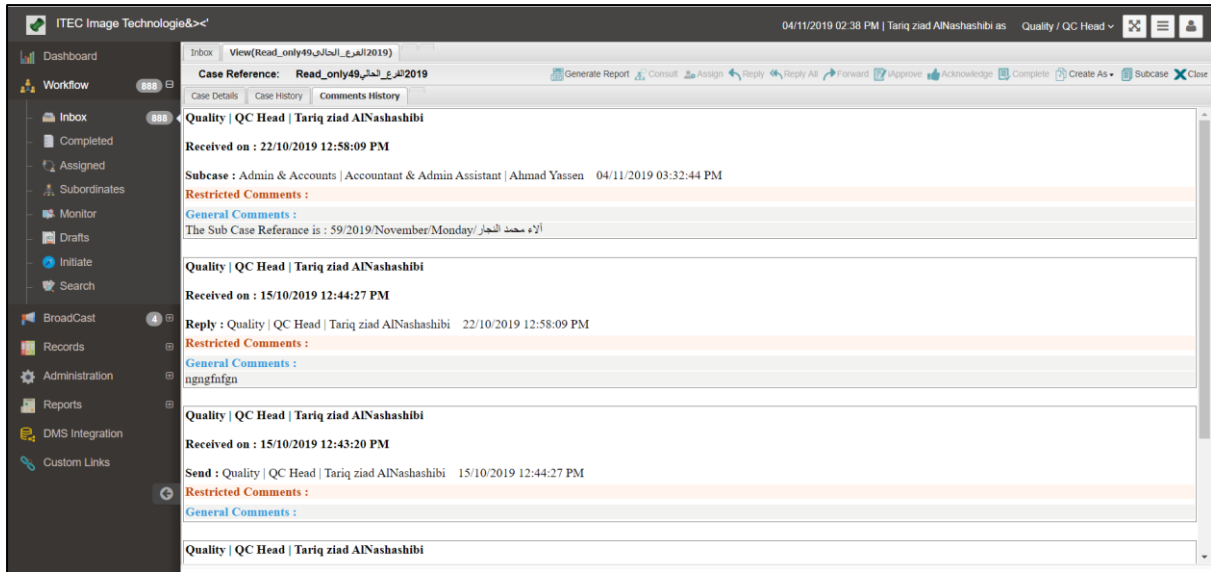 ITEC Image Technologie&><'
04/11/2019 02:38 PM | Tariq ziad AlNashashibi as Quality / QC Head
Dashboard
Workflow 888
Inbox 888
Completed
Assigned
Subordinates
Monitor
Drafts
Initiate
Search
BroadCast 4
Records
Administration
Reports
DMS Integration
Custom Links
Inbox View(Read_only49الفرع_الحالي2019)
Case Reference: Read_only49الفرع_الحالي2019
Generate Report Consult Assign Reply Reply All Forward iApprove Acknowledge Complete Create As Subcase Close
Case Details Case History Comments History
Quality | QC Head | Tariq ziad AlNashashibi
Received on : 22/10/2019 12:58:09 PM
Subcase : Admin & Accounts | Accountant & Admin Assistant | Ahmad Yassen 04/11/2019 03:32:44 PM
Restricted Comments :
General Comments :
The Sub Case Referance is : 59/2019/November/Monday/آلاء محمد النجار
Quality | QC Head | Tariq ziad AlNashashibi
Received on : 15/10/2019 12:44:27 PM
Reply : Quality | QC Head | Tariq ziad AlNashashibi 22/10/2019 12:58:09 PM
Restricted Comments :
General Comments :
ngngfnfgn
Quality | QC Head | Tariq ziad AlNashashibi
Received on : 15/10/2019 12:43:20 PM
Send : Quality | QC Head | Tariq ziad AlNashashibi 15/10/2019 12:44:27 PM
Restricted Comments :
General Comments :
Quality | QC Head | Tariq ziad AlNashashibi